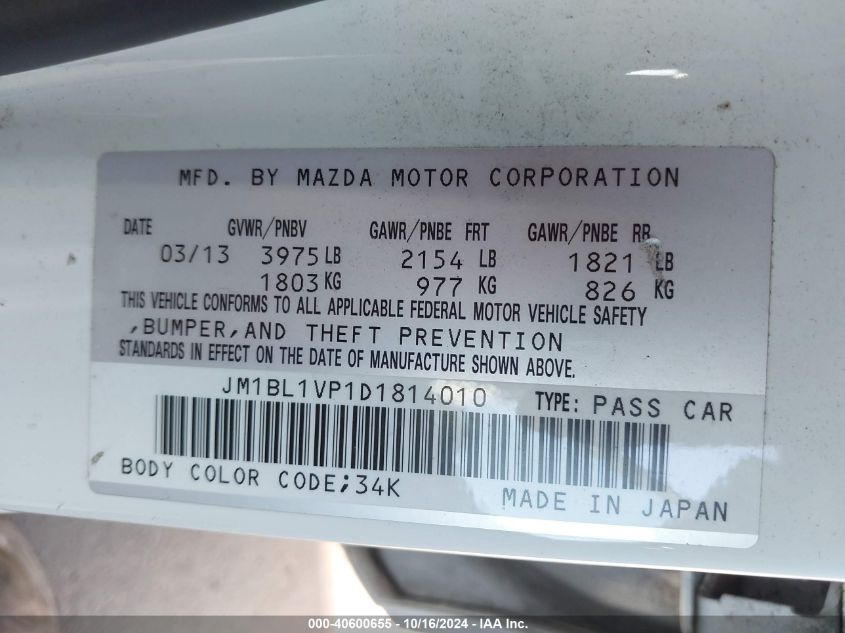 MFD. BY MAZDA MOTOR CORPORATION
DATE GVWR/PNBV GAWR/PNBE FRT GAWR/PNBE RR
03/13 3975 LB 2154 LB 1821 LB
1803 KG 977 KG 826 KG
THIS VEHICLE CONFORMS TO ALL APPLICABLE FEDERAL MOTOR VEHICLE SAFETY
,BUMPER,AND THEFT PREVENTION
STANDARDS IN EFFECT ON THE DATE OF MANUFACTURE SHOWN ABOVE.
JM1BL1VP1D1814010 TYPE: PASS CAR
BODY COLOR CODE;34K
MADE IN JAPAN
000-40600655 - 10/16/2024 - IAA Inc.